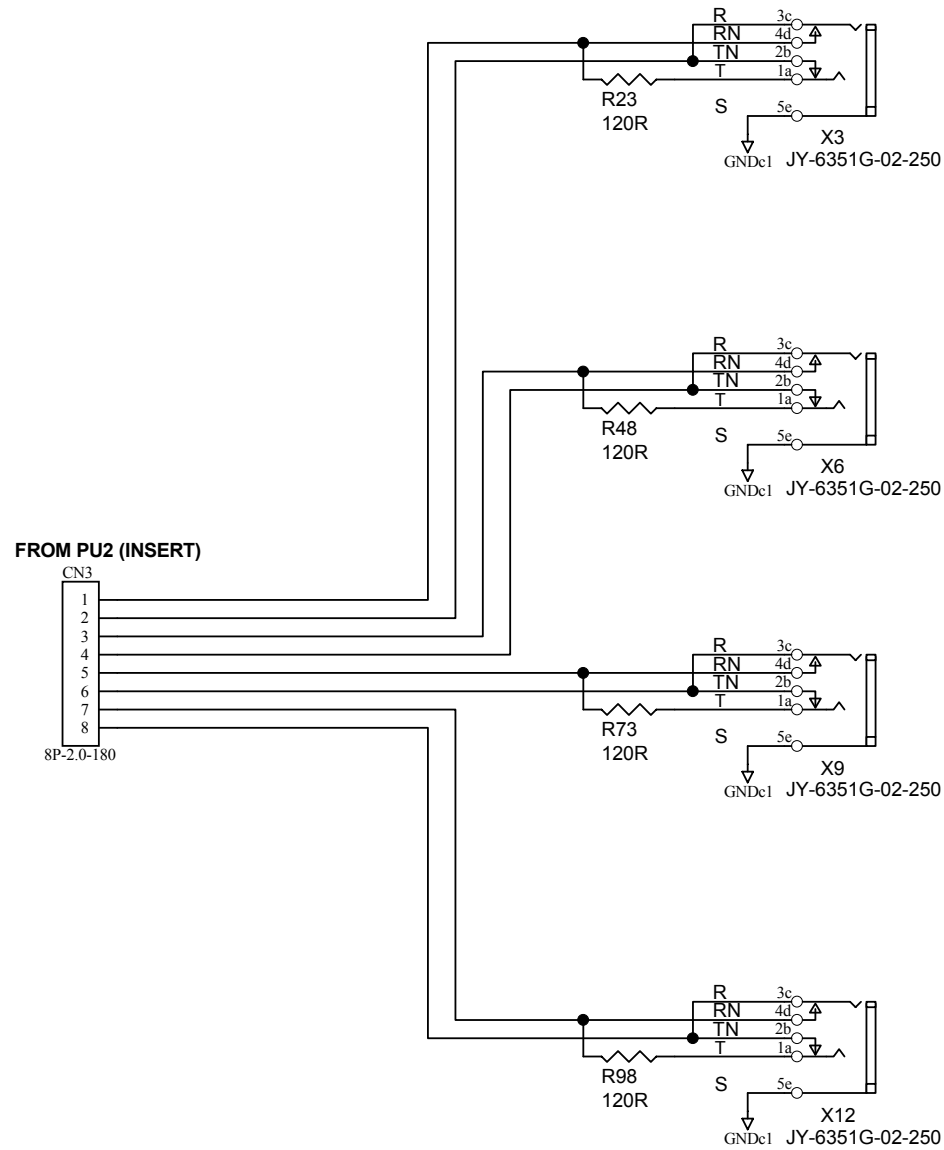 R 3c
RN 4d
TN 2b
T 1a
R23
120R
S 5e
X3
GNDc1 JY-6351G-02-250
R 3c
RN 4d
TN 2b
T 1a
R48
120R
S 5e
X6
GNDc1 JY-6351G-02-250
FROM PU2 (INSERT)
CN3
1
2
3
4
5
6
7
8
8P-2.0-180
R 3c
RN 4d
TN 2b
T 1a
R73
120R
S 5e
X9
GNDc1 JY-6351G-02-250
R 3c
RN 4d
TN 2b
T 1a
R98
120R
S 5e
X12
GNDc1 JY-6351G-02-250